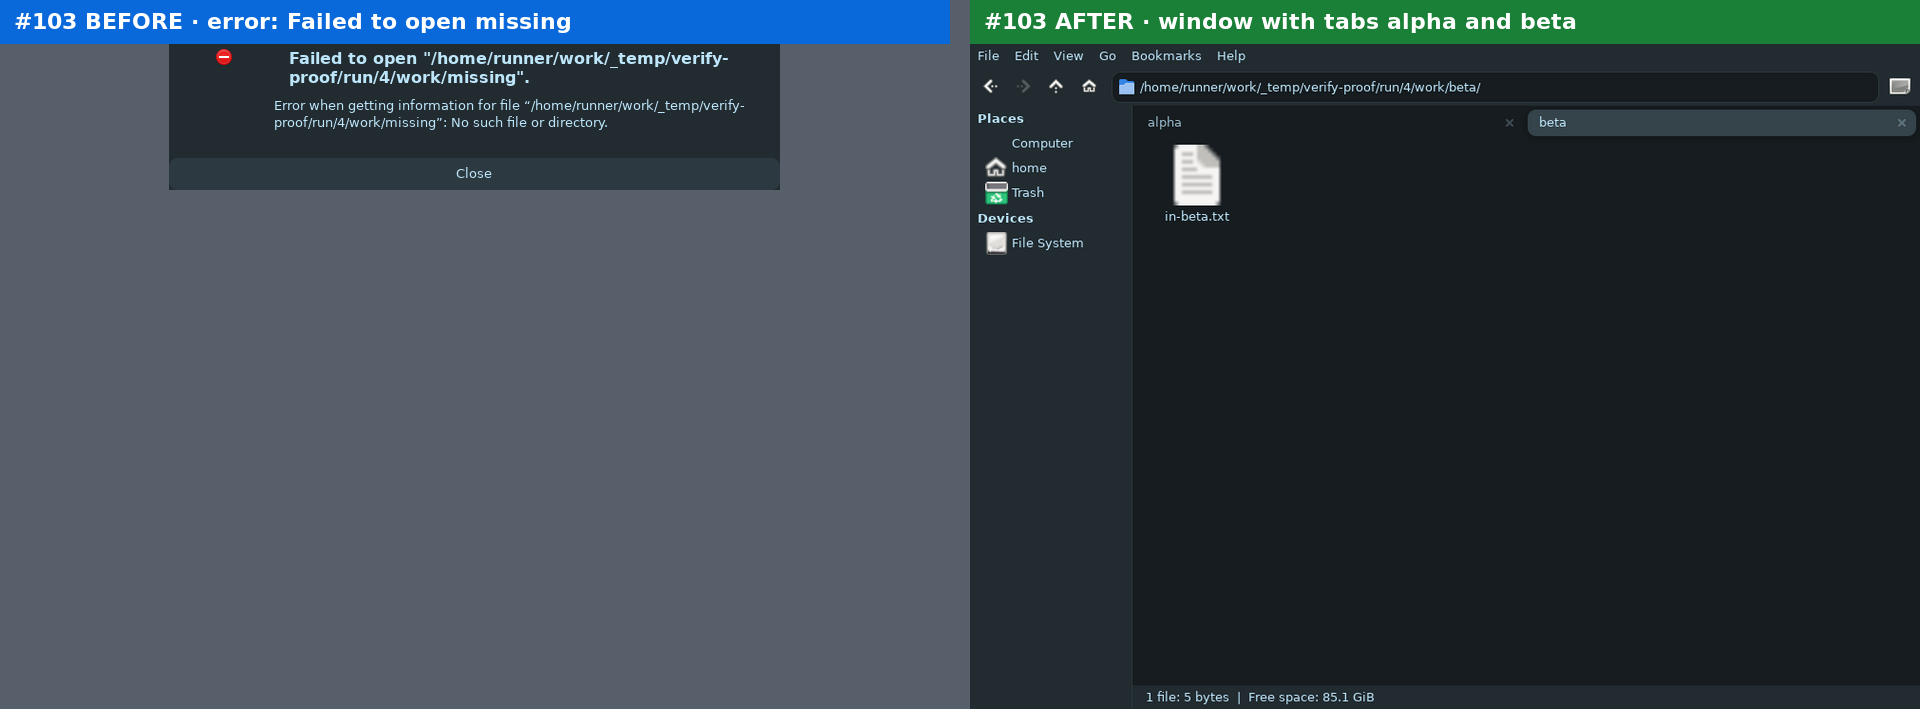 #103 BEFORE · error: Failed to open missing
Failed to open "/home/runner/work/_temp/verify-
proof/run/4/work/missing".
Error when getting information for file “/home/runner/work/_temp/verify-
proof/run/4/work/missing”: No such file or directory.
Close
#103 AFTER · window with tabs alpha and beta
File Edit View Go Bookmarks Help
/home/runner/work/_temp/verify-proof/run/4/work/beta/
Places
Computer
home
Trash
Devices
File System
alpha
beta
in-beta.txt
1 file: 5 bytes | Free space: 85.1 GiB